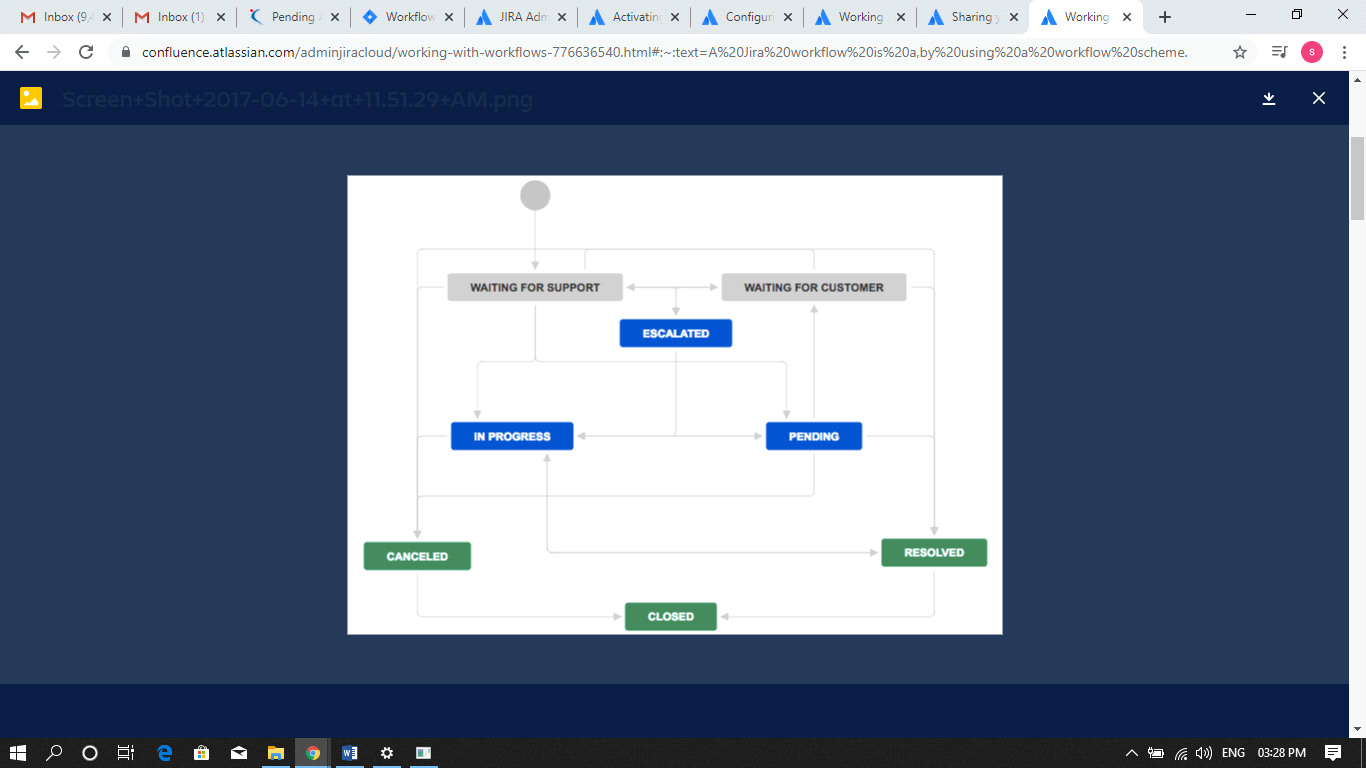 Inbox (9,4
Inbox (1)
Pending
Workflow
JIRA Adm
Activating
Configuri
Working
Sharing y
Working
confluence.atlassian.com/adminjiracloud/working-with-workflows-776636540.html#:~:text=A%20Jira%20workflow%20is%20a,by%20using%20a%20workflow%20scheme.
s
Screen+Shot+2017-06-14+at+11.51.29+AM.png
WAITING FOR SUPPORT
WAITING FOR CUSTOMER
ESCALATED
IN PROGRESS
PENDING
CANCELED
RESOLVED
CLOSED
ENG
03:28 PM